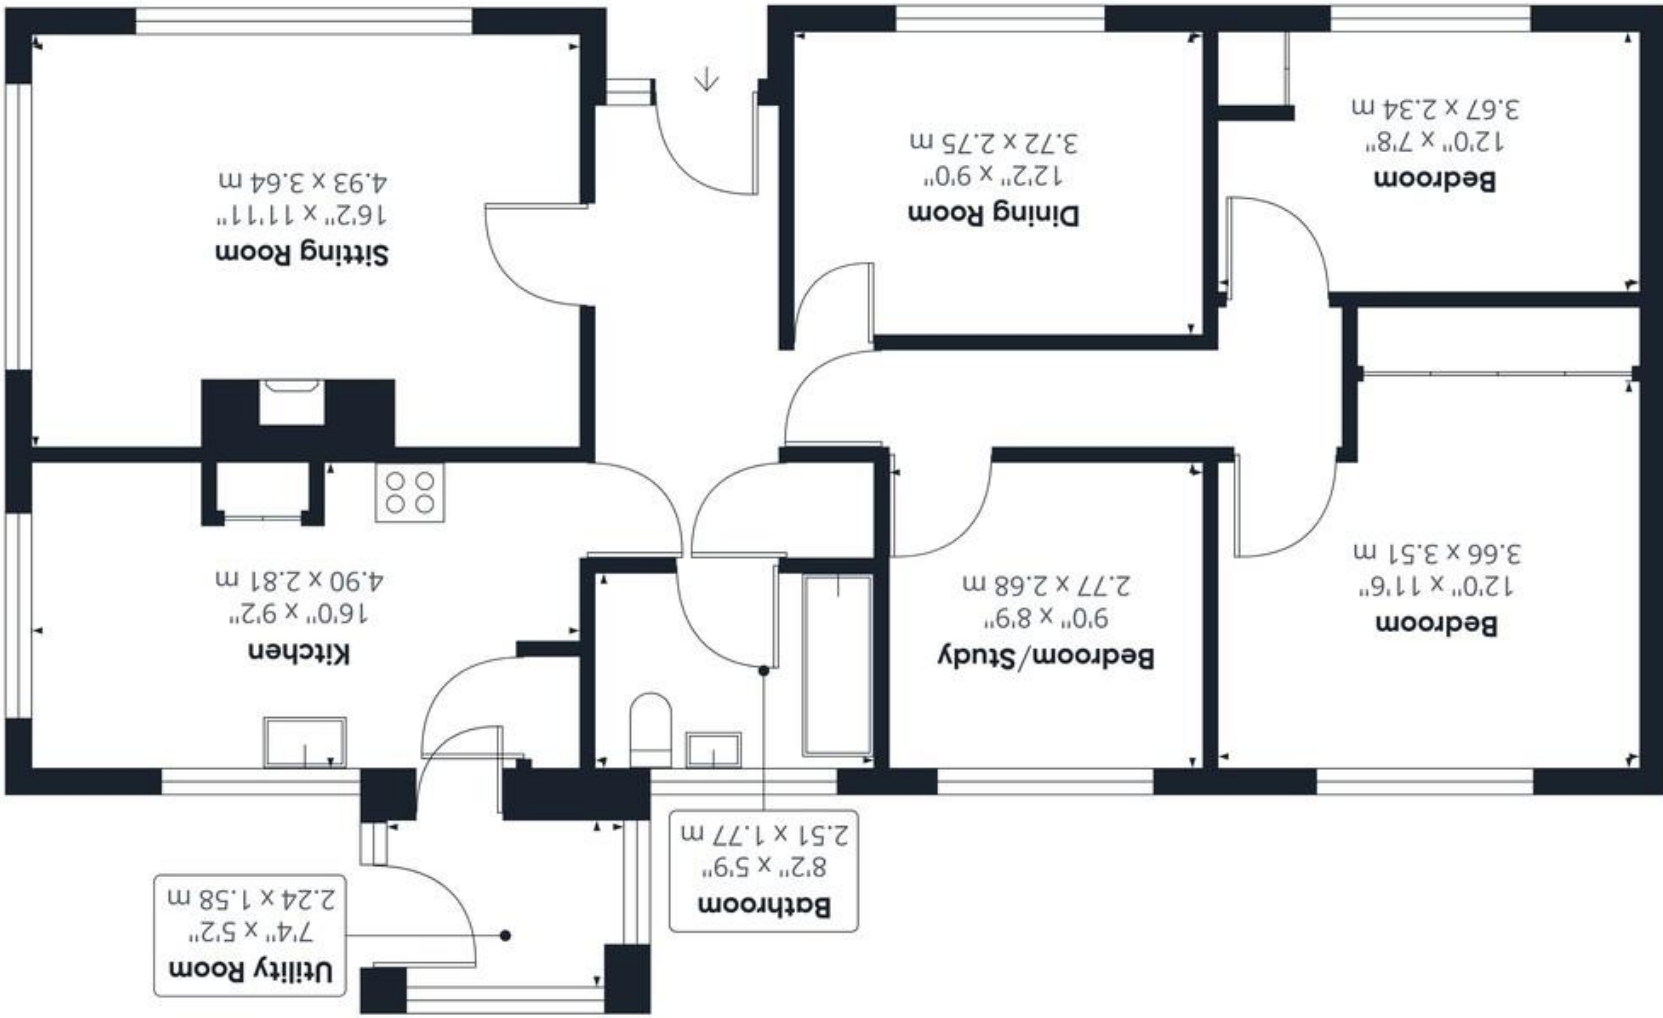 Utility Room
7'4" x 5'2"
2.24 x 1.58 m
Bathroom
8'2" x 5'9"
2.51 x 1.77 m
Bedroom
12'0" x 11'6"
3.66 x 3.51 m
Bedroom/Study
9'0" x 8'9"
2.77 x 2.68 m
Kitchen
16'0" x 9'2"
4.90 x 2.81 m
Bedroom
12'0" x 7'8"
3.67 x 2.34 m
Dining Room
12'2" x 9'0"
3.72 x 2.75 m
Sitting Room
16'2" x 11'11"
4.93 x 3.64 m